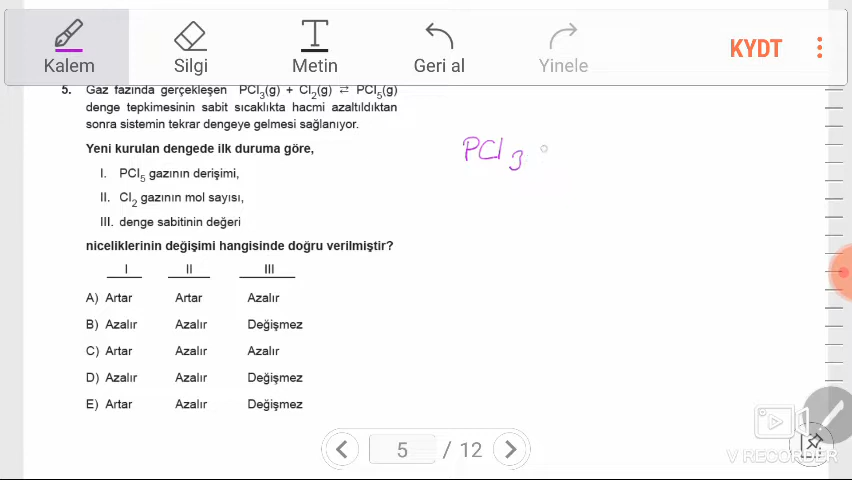 Kalem
Silgi
Metin
Geri al
Yinele
KYDT
5. Gaz fazında gerçekleşen PCl₃(g) + Cl₂(g) ⇄ PCl₅(g)
denge tepkimesinin sabit sıcaklıkta hacmi azaltıldıktan
sonra sistemin tekrar dengeye gelmesi sağlanıyor.
Yeni kurulan dengede ilk duruma göre,
I. PCl₅ gazının derişimi,
II. Cl₂ gazının mol sayısı,
III. denge sabitinin değeri
niceliklerinin değişimi hangisinde doğru verilmiştir?
I II III
A) Artar Artar Azalır
B) Azalır Azalır Değişmez
C) Artar Azalır Azalır
D) Azalır Azalır Değişmez
E) Artar Azalır Değişmez
PCl₃
5 / 12
V RECORDER